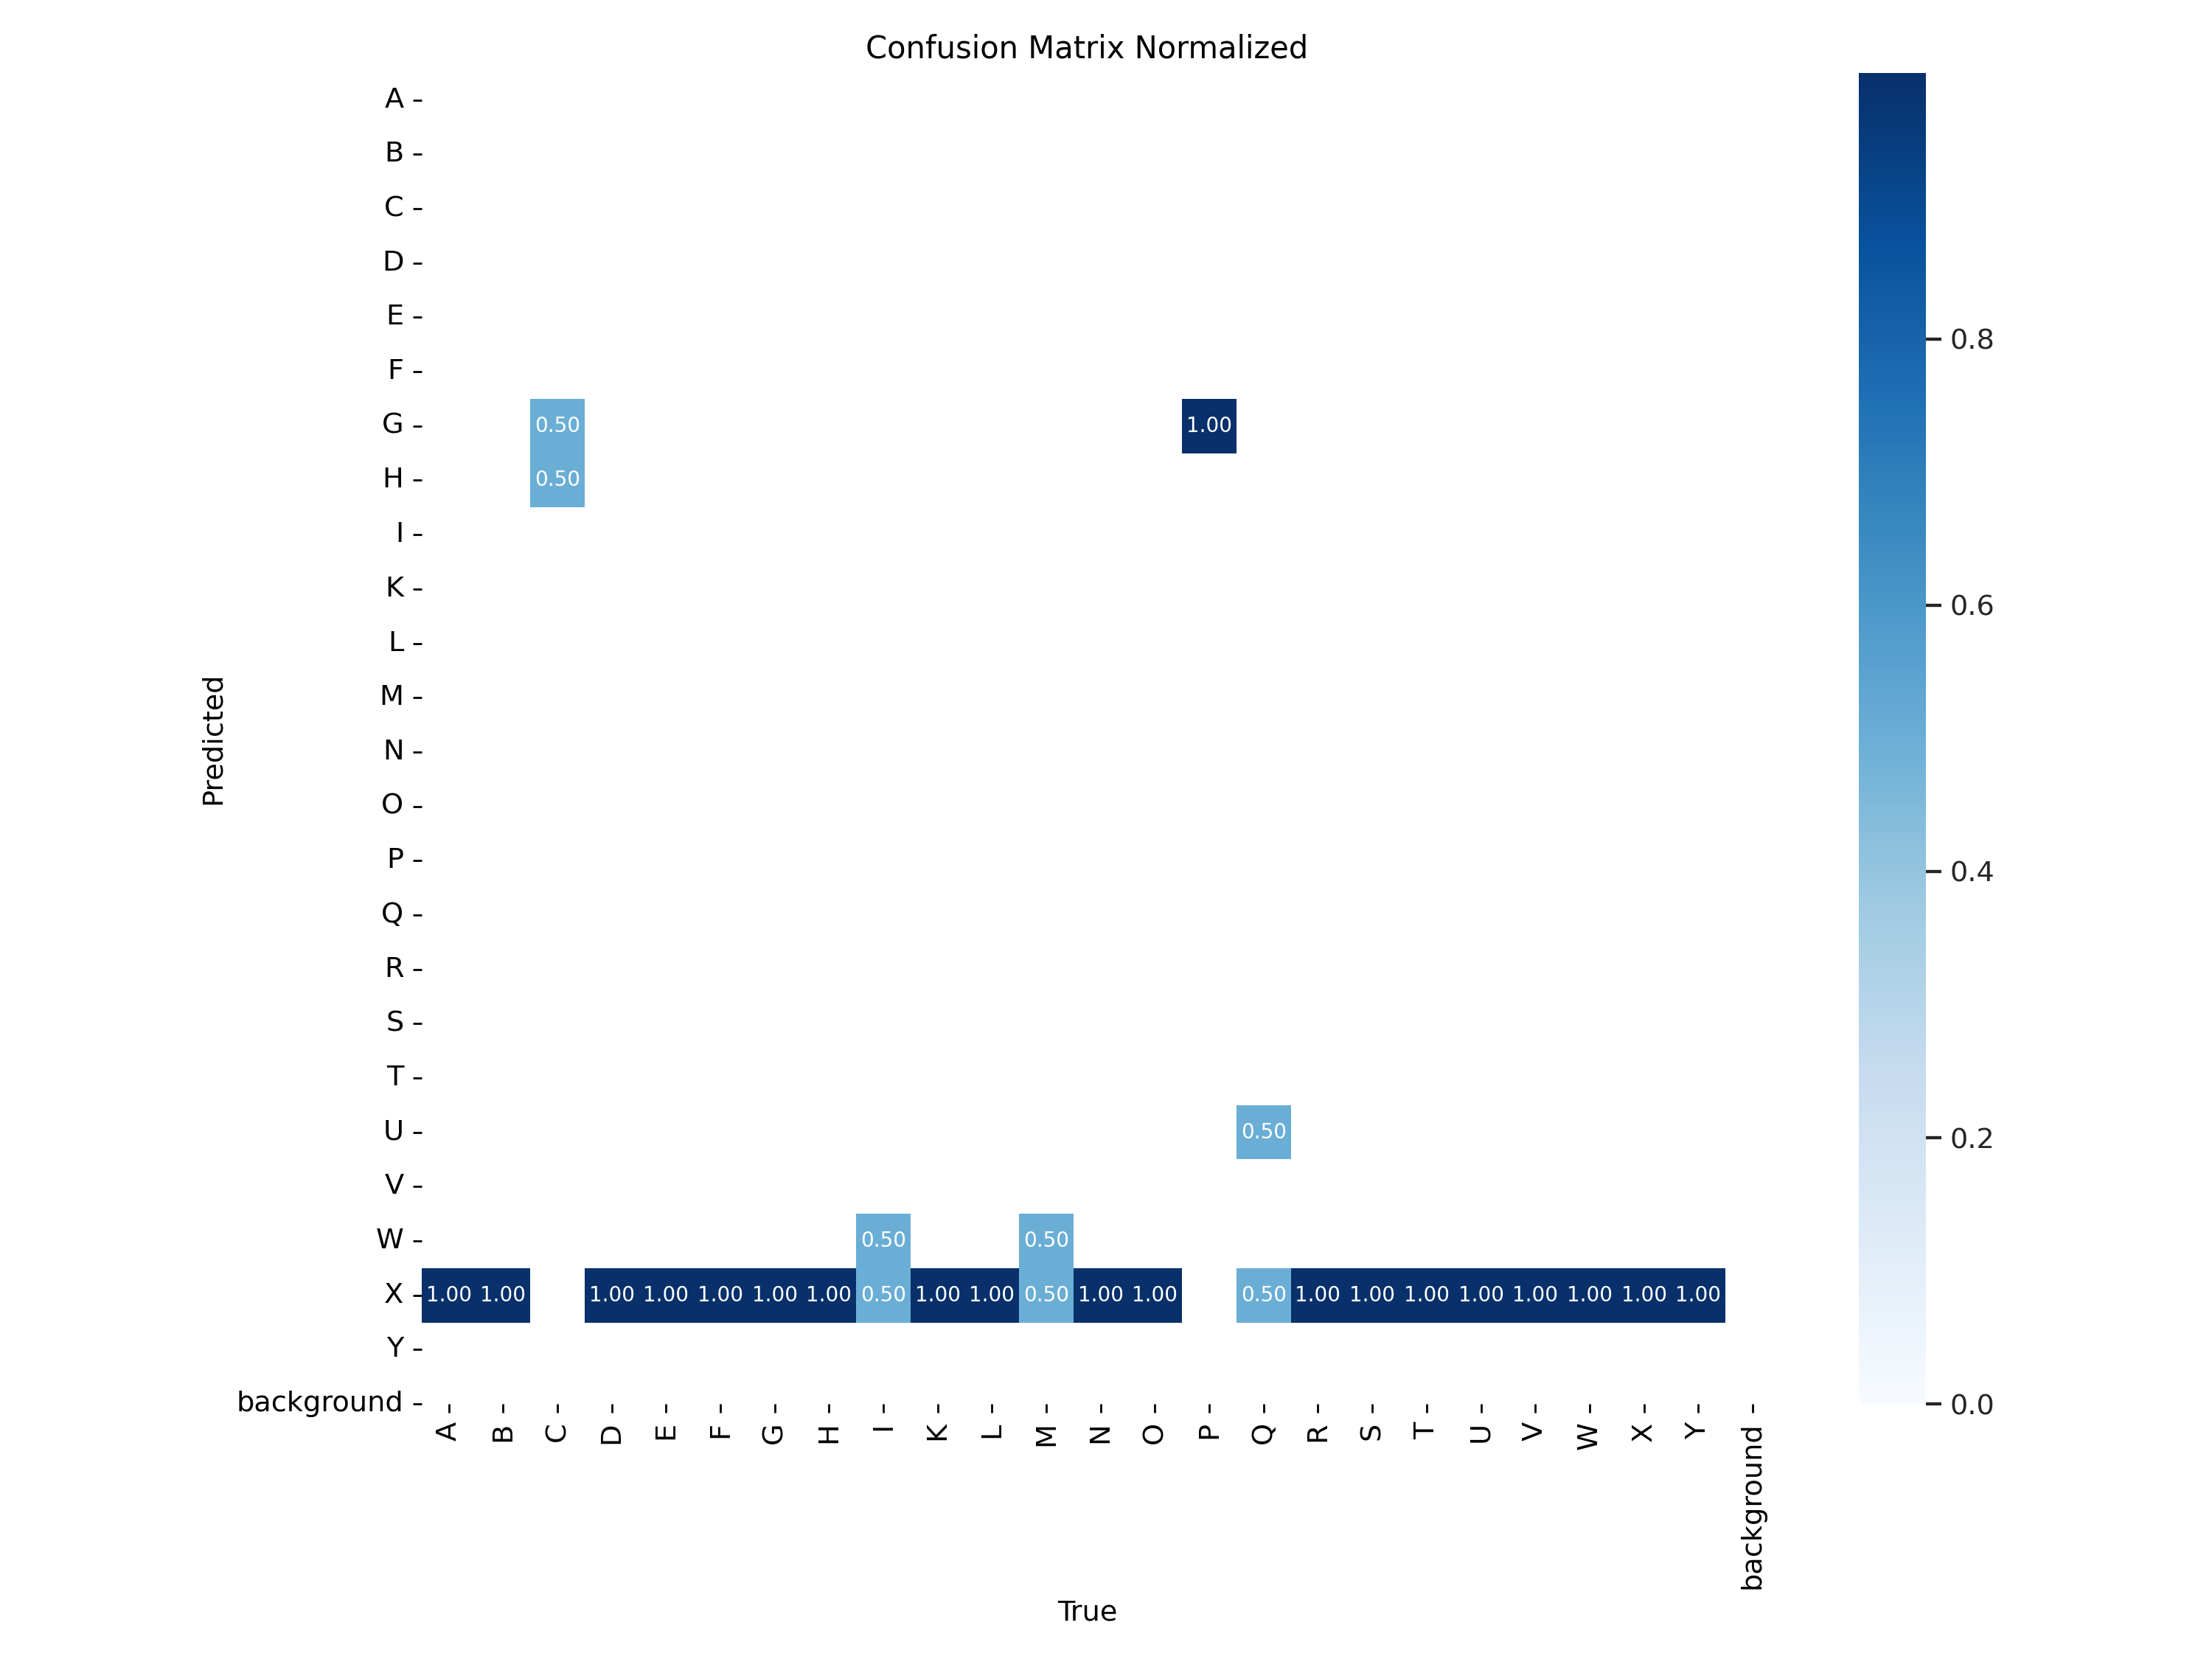 Confusion Matrix Normalized
A
B
C
D
E
F
G 0.50 1.00
H 0.50
I
K
L
M
N
O
P
Q
R
S
T
U 0.50
V
W 0.50 0.50
X 1.00 1.00 1.00 1.00 1.00 1.00 1.00 0.50 1.00 1.00 0.50 1.00 1.00 0.50 1.00 1.00 1.00 1.00 1.00 1.00 1.00 1.00
Y
background
Predicted
A B C D E F G H I K L M N O P Q R S T U V W X Y background
True
0.8
0.6
0.4
0.2
0.0